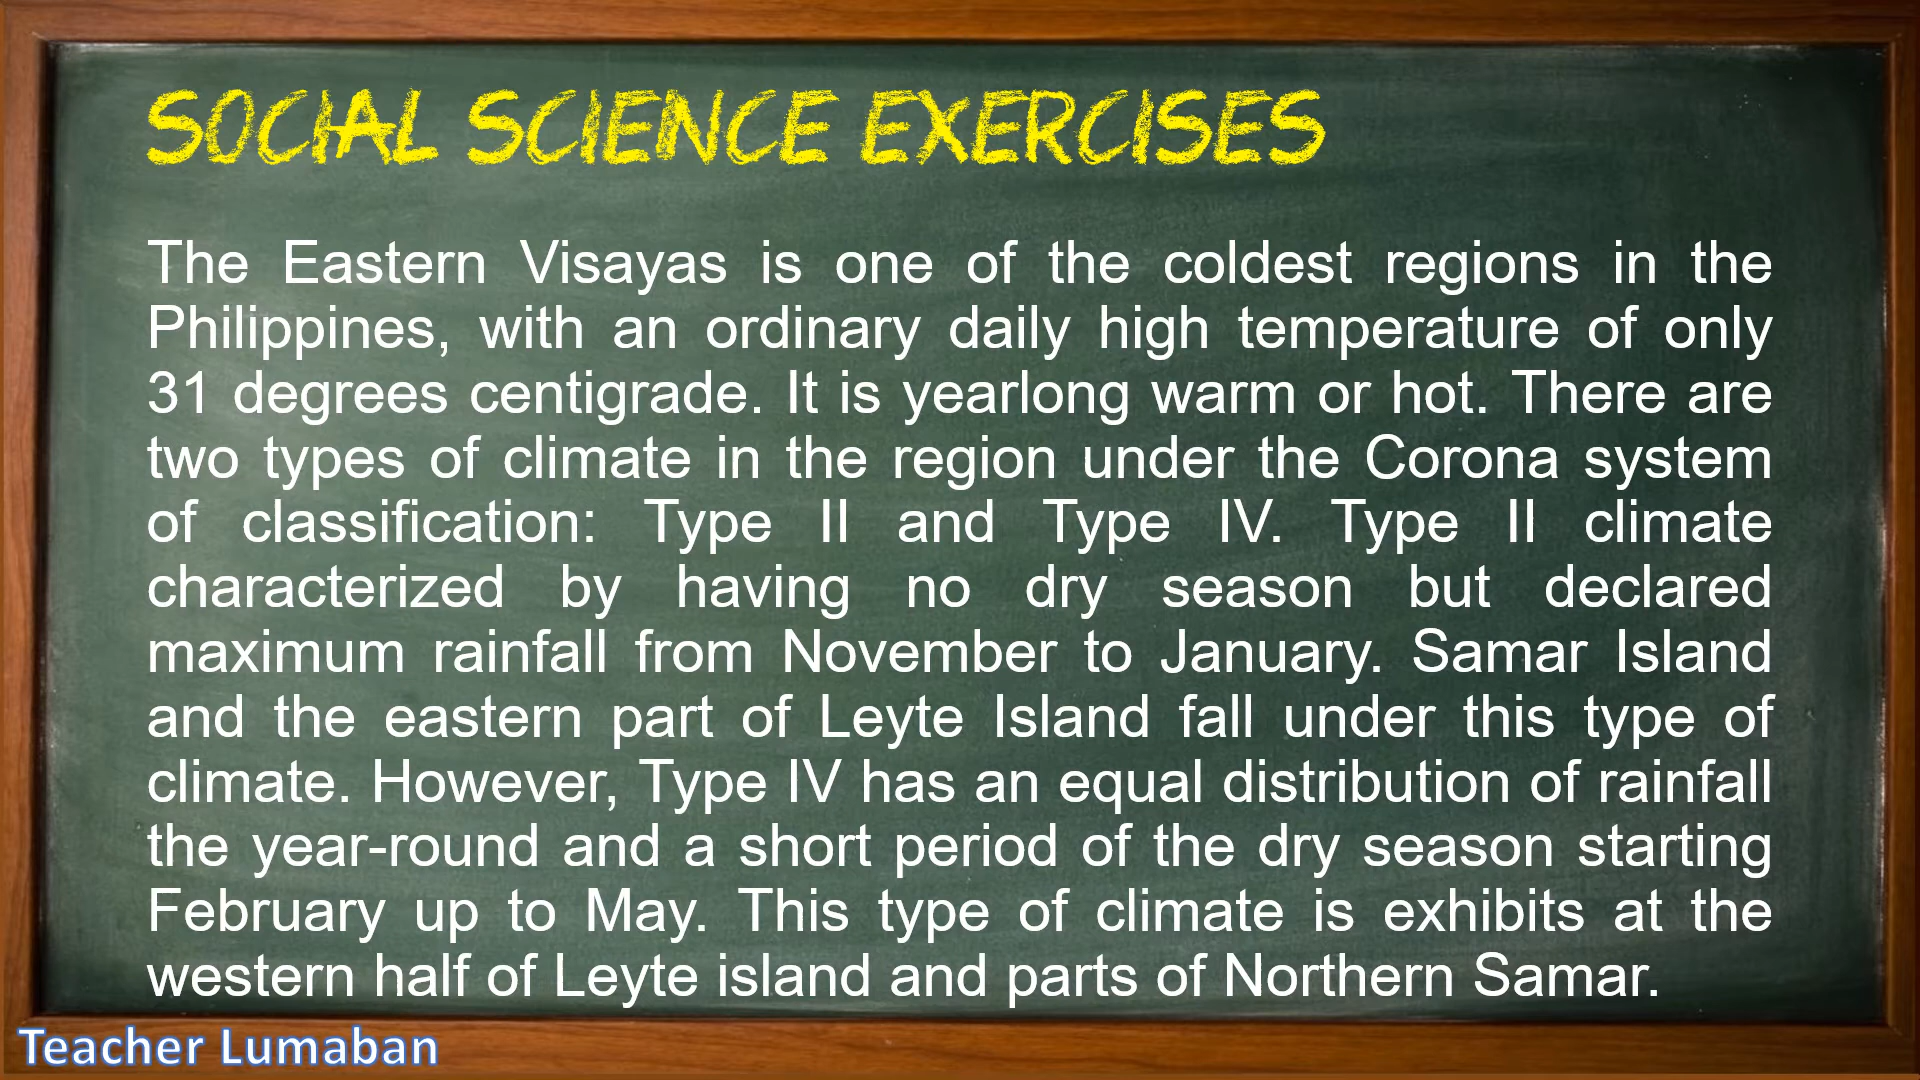 SOCIAL SCIENCE EXERCISES
The Eastern Visayas is one of the coldest regions in the
Philippines, with an ordinary daily high temperature of only
31 degrees centigrade. It is yearlong warm or hot. There are
two types of climate in the region under the Corona system
of classification: Type II and Type IV. Type II climate
characterized by having no dry season but declared
maximum rainfall from November to January. Samar Island
and the eastern part of Leyte Island fall under this type of
climate. However, Type IV has an equal distribution of rainfall
the year-round and a short period of the dry season starting
February up to May. This type of climate is exhibits at the
western half of Leyte island and parts of Northern Samar.
Teacher Lumaban